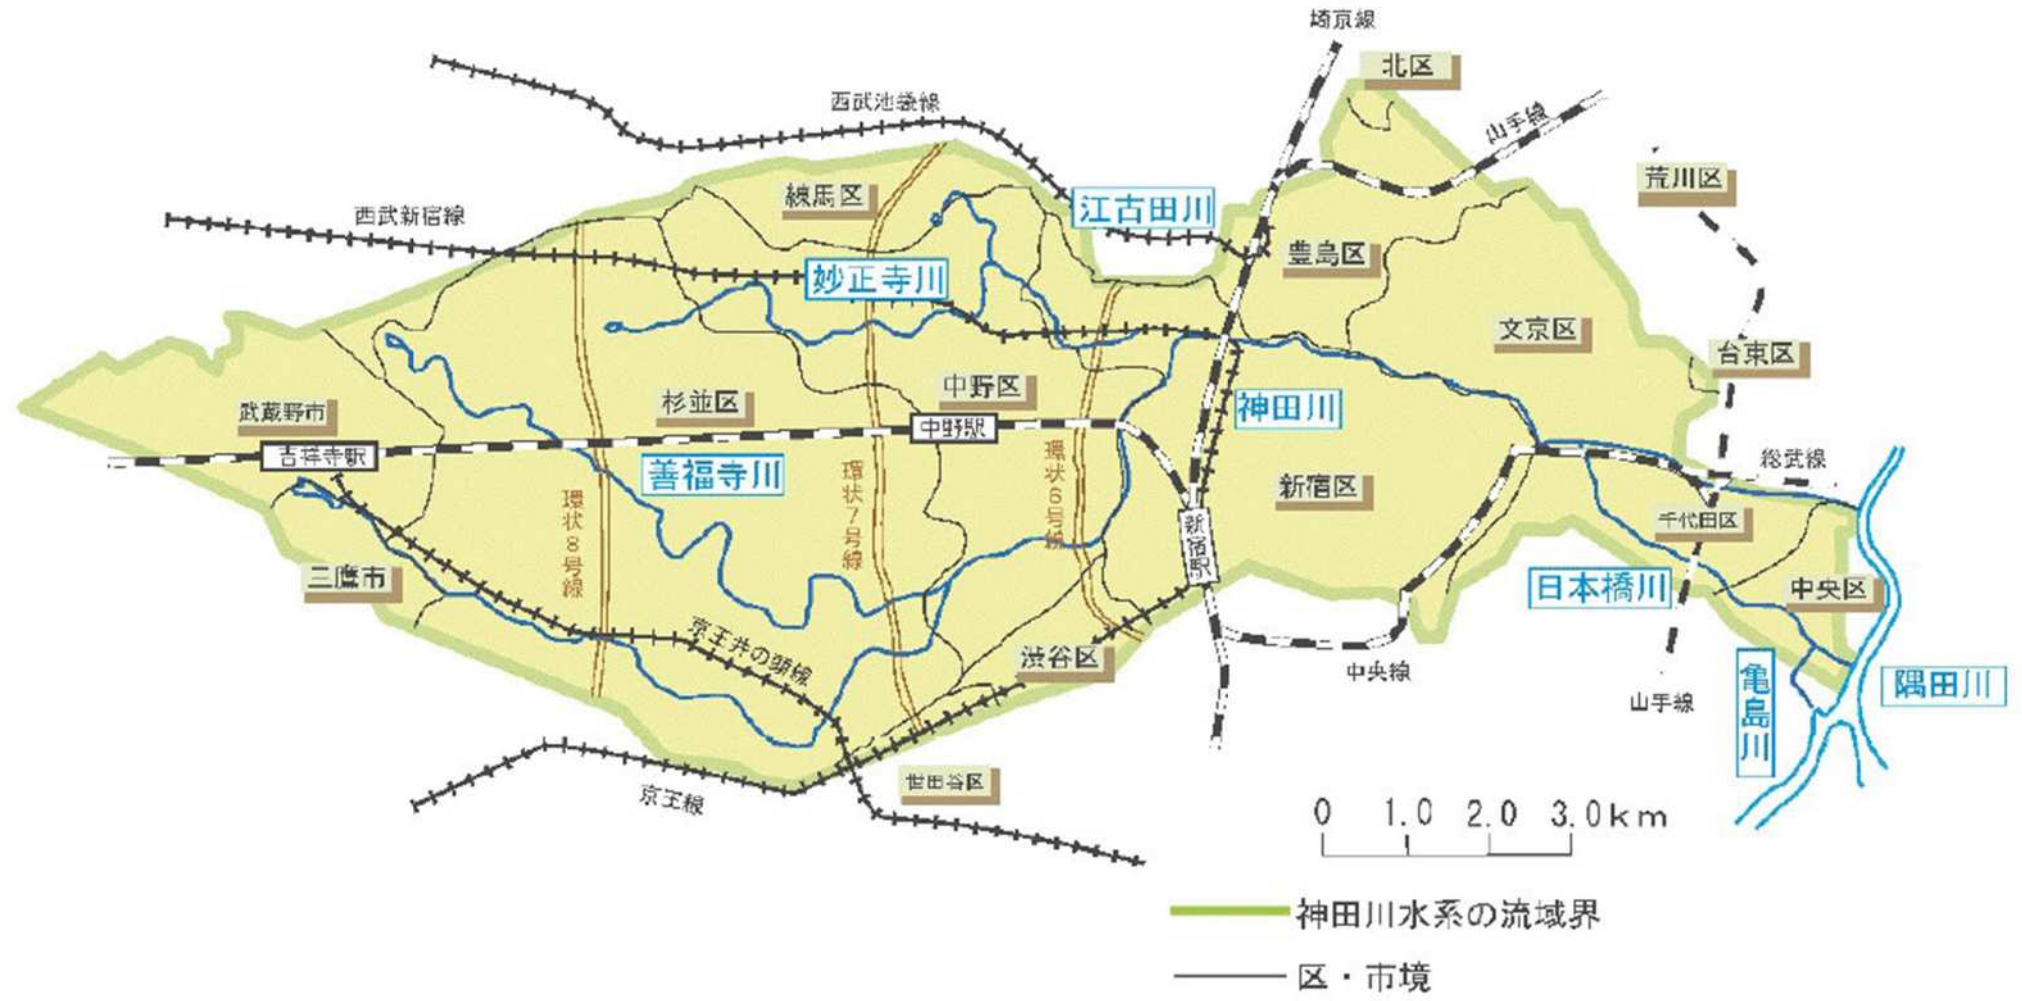 埼京線
北区
西武池袋線
山手線
荒川区
練馬区
江古田川
西武新宿線
豊島区
妙正寺川
文京区
台東区
中野区
杉並区
武蔵野市
神田川
中野駅
吉祥寺駅
善福寺川
環状8号線
環状7号線
環状6号線
総武線
新宿区
新宿駅
千代田区
三鷹市
日本橋川
中央区
京王井の頭線
渋谷区
中央線
山手線
亀島川
隅田川
京王線
世田谷区
0 1.0 2.0 3.0km
神田川水系の流域界
区・市境